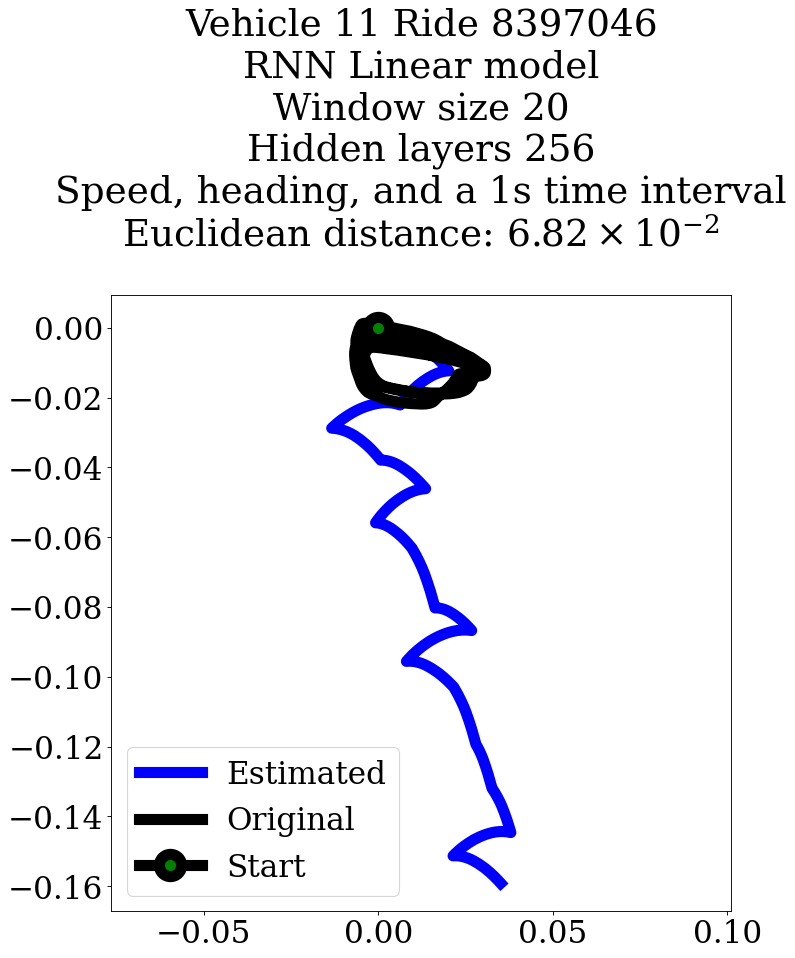 Vehicle 11 Ride 8397046
RNN Linear model
Window size 20
Hidden layers 256
Speed, heading, and a 1s time interval
Euclidean distance: 6.82 × 10⁻²
0.00
−0.02
−0.04
−0.06
−0.08
−0.10
−0.12
−0.14
−0.16
Estimated
Original
Start
−0.05 0.00 0.05 0.10